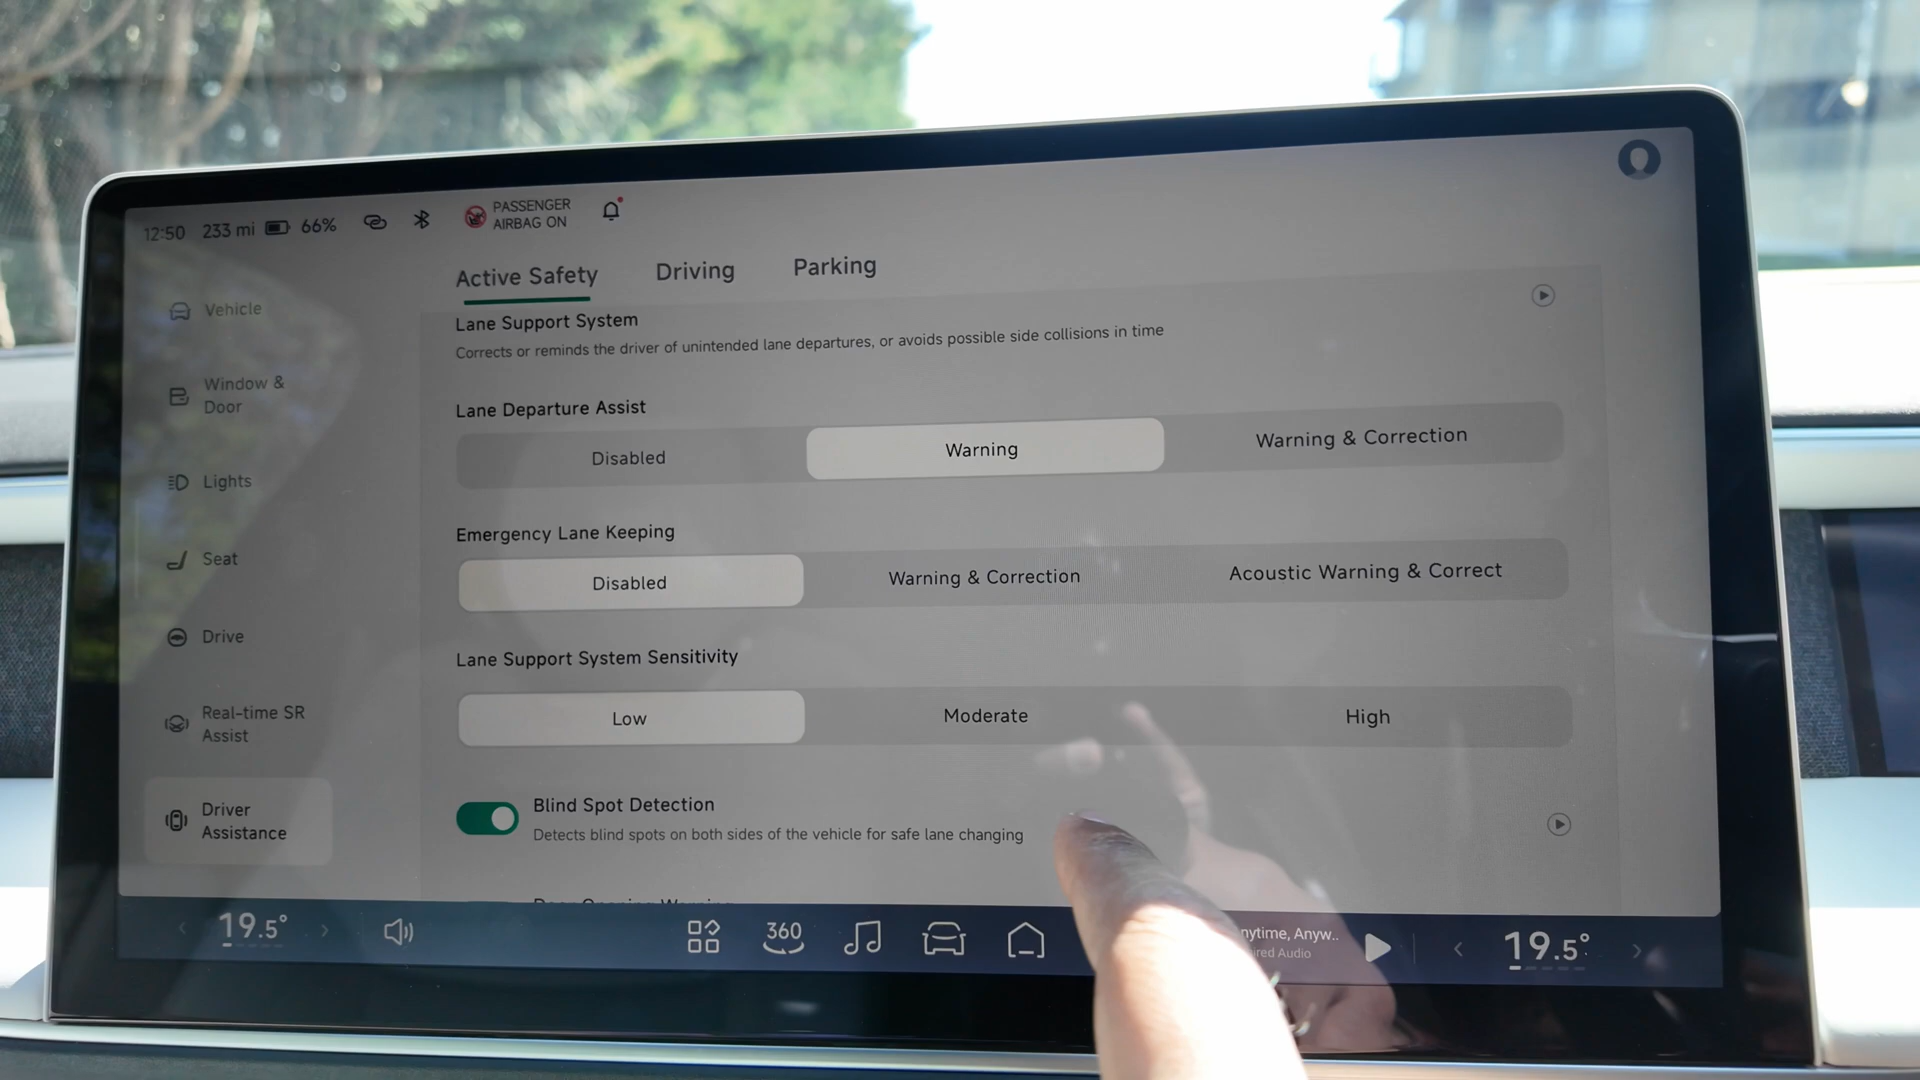 12:50 233 mi 66% PASSENGER
AIRBAG ON
Active Safety Driving Parking
Vehicle
Window &
Door
Lights
Seat
Drive
Real-time SR
Assist
Driver
Assistance
Lane Support System
Corrects or reminds the driver of unintended lane departures, or avoids possible side collisions in time
Lane Departure Assist
Disabled Warning Warning & Correction
Emergency Lane Keeping
Disabled Warning & Correction Acoustic Warning & Correct
Lane Support System Sensitivity
Low Moderate High
Blind Spot Detection
Detects blind spots on both sides of the vehicle for safe lane changing
19.5° 360 nytime, Anyw.. 19.5°
ired Audio